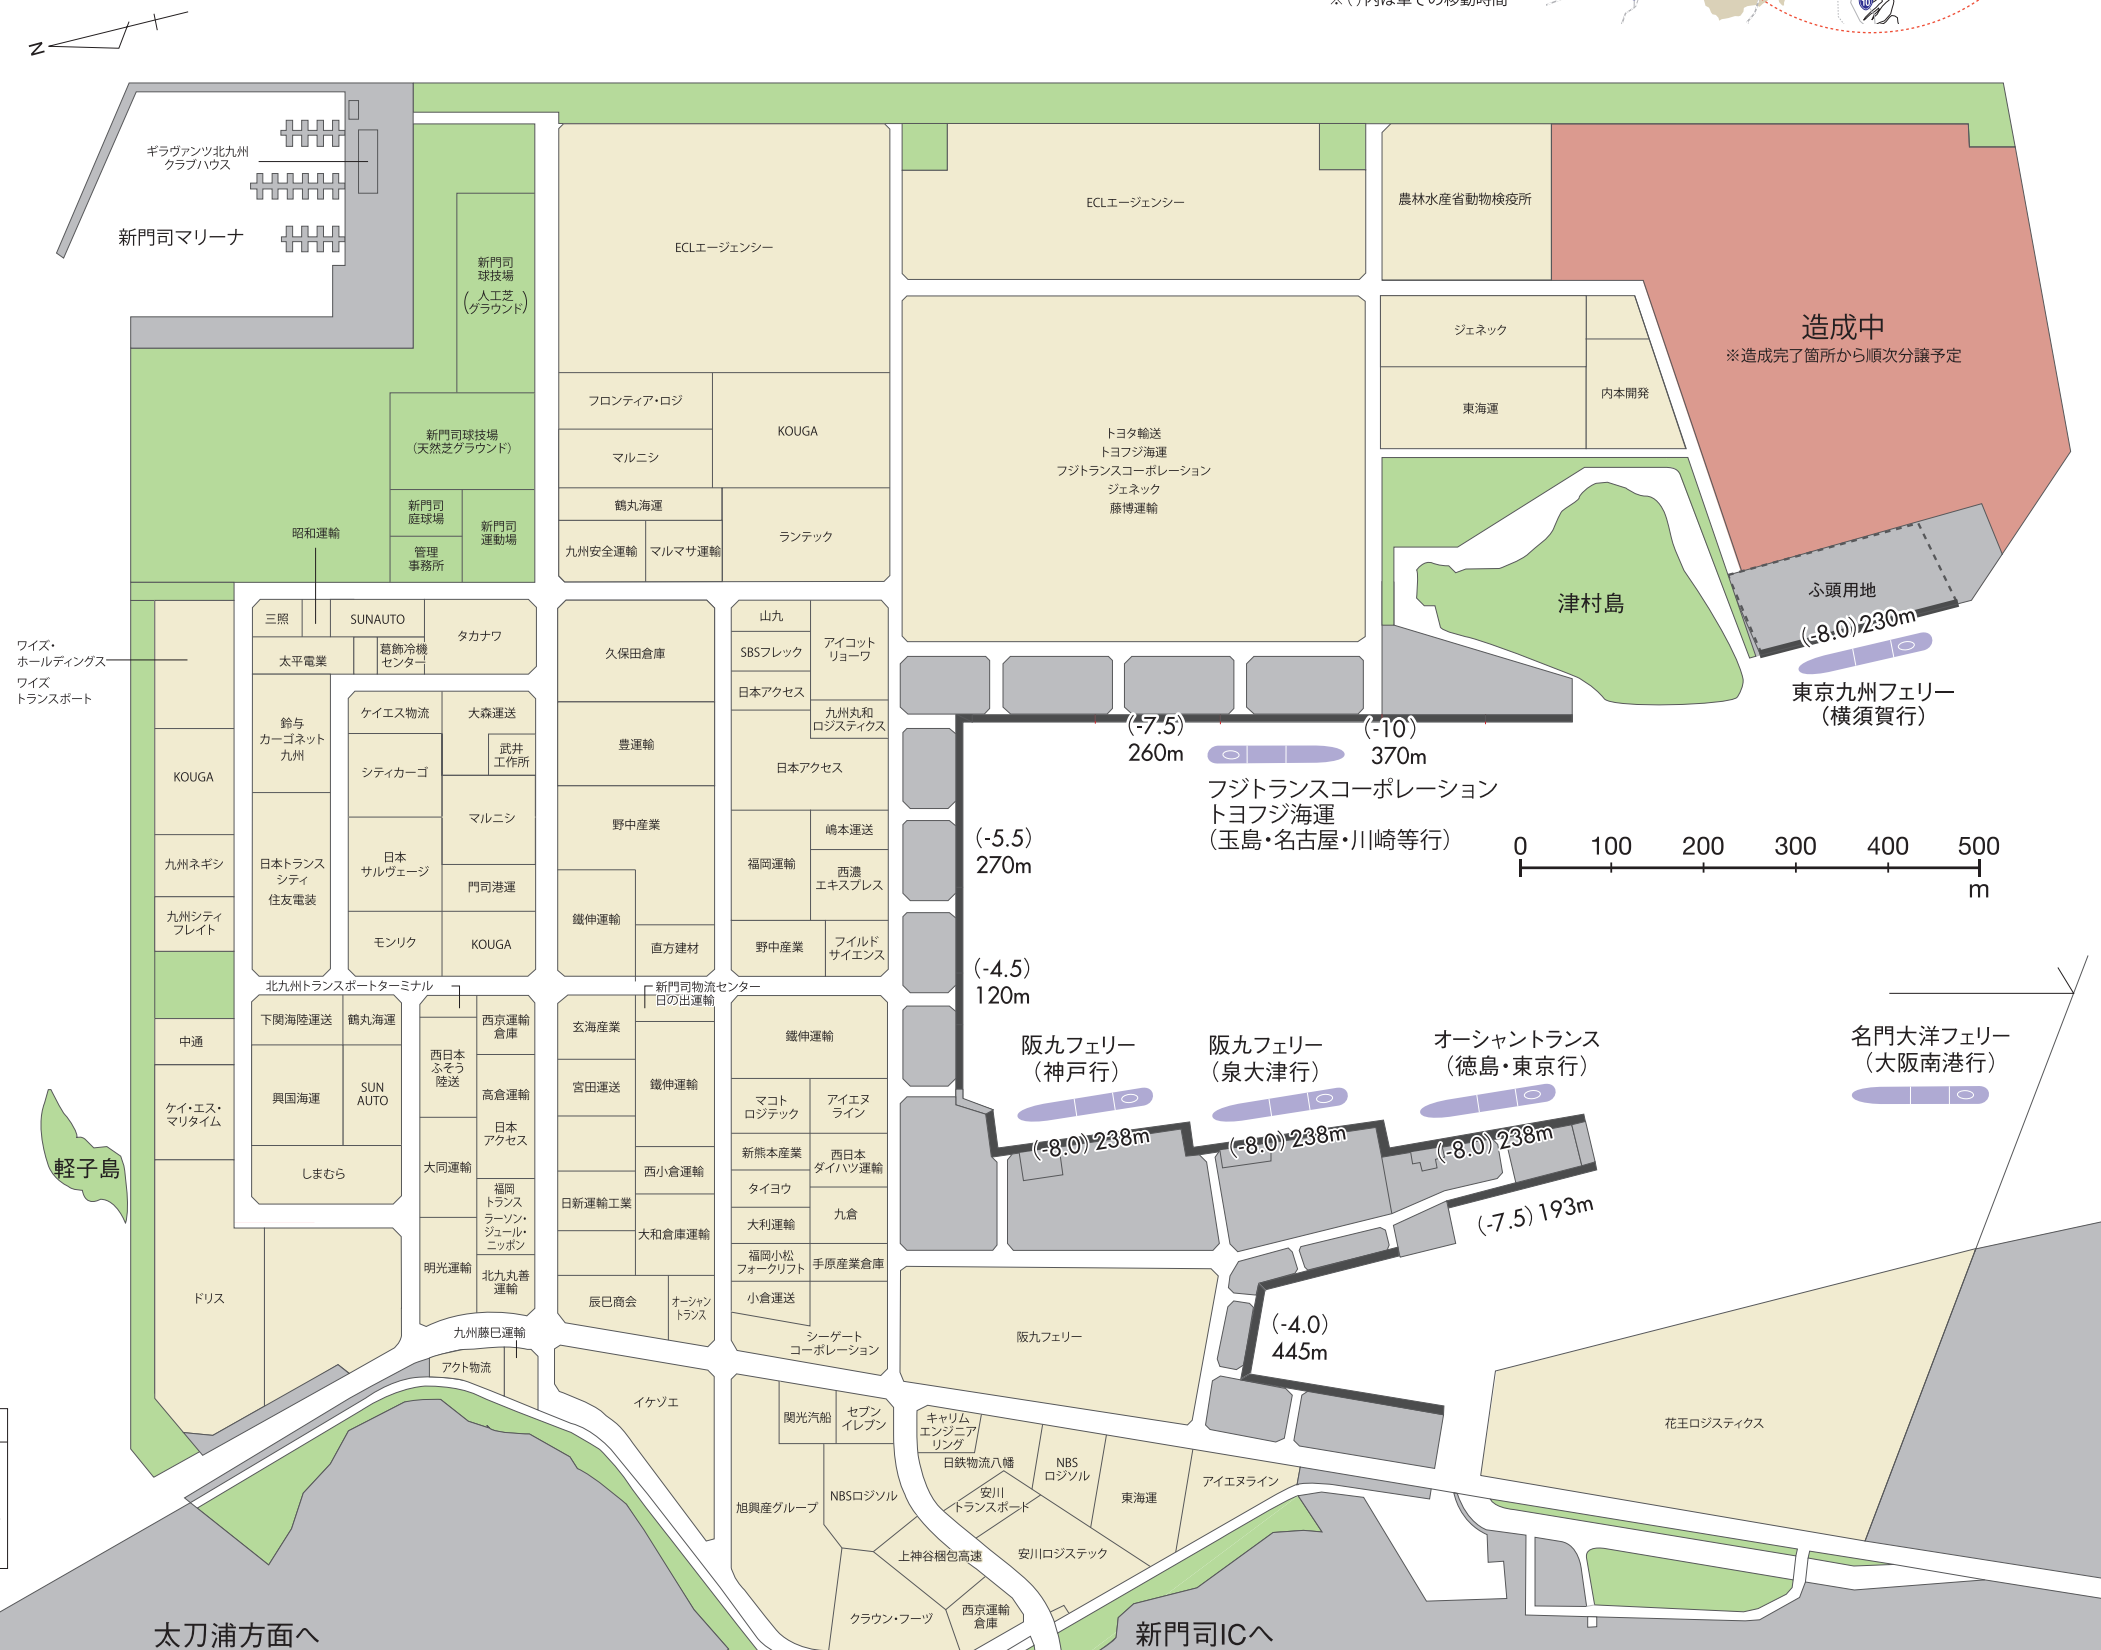 ※( )内は車での移動時間
10
N
ギラヴァンツ北九州
クラブハウス
新門司マリーナ
新門司
球技場
(人工芝
グラウンド)
新門司球技場
(天然芝グラウンド)
新門司
庭球場
管理
事務所
新門司
運動場
昭和運輸
ECLエージェンシー
フロンティア・ロジ
マルニシ
KOUGA
鶴丸海運
九州安全運輸
マルマサ運輸
ランテック
ECLエージェンシー
農林水産省動物検疫所
トヨタ輸送
トヨフジ海運
フジトランスコーポレーション
ジェネック
藤博運輸
ジェネック
東海運
内本開発
造成中
※造成完了箇所から順次分譲予定
津村島
ふ頭用地
(-8.0) 230m
東京九州フェリー
(横須賀行)
ワイズ・
ホールディングス
ワイズ
トランスポート
KOUGA
九州ネギシ
九州シティ
フレイト
中通
ケイ・エス・
マリタイム
ドリス
軽子島
三照
SUNAUTO
タカナワ
太平電業
葛飾冷機
センター
鈴与
カーゴネット
九州
日本トランス
シティ
住友電装
ケイエス物流
大森運送
武井
工作所
シティカーゴ
マルニシ
日本
サルヴェージ
門司港運
モンリク
KOUGA
久保田倉庫
豊運輸
野中産業
鐵伸運輸
直方建材
山九
SBSフレック
日本アクセス
アイコット
リョーワ
九州丸和
ロジスティクス
日本アクセス
福岡運輸
嶋本運送
西濃
エキスプレス
野中産業
フイルド
サイエンス
(-7.5)
260m
(-10)
370m
フジトランスコーポレーション
トヨフジ海運
(玉島・名古屋・川崎等行)
(-5.5)
270m
(-4.5)
120m
0 100 200 300 400 500
m
北九州トランスポートターミナル
下関海陸運送
鶴丸海運
興国海運
SUN
AUTO
しまむら
西京運輸
倉庫
西日本
ふそう
陸送
高倉運輸
日本
アクセス
大同運輸
福岡
トランス
ラーソン・
ジュール・
ニッポン
明光運輸
北九丸善
運輸
新門司物流センター
日の出運輸
玄海産業
宮田運送
鐵伸運輸
西小倉運輸
日新運輸工業
大和倉庫運輸
辰巳商会
オーシャン
トランス
鐵伸運輸
マコト
ロジテック
アイエヌ
ライン
新熊本産業
西日本
ダイハツ運輸
タイヨウ
大利運輸
九倉
福岡小松
フォークリフト
手原産業倉庫
小倉運送
シーゲート
コーポレーション
阪九フェリー
(神戸行)
(-8.0) 238m
阪九フェリー
(泉大津行)
(-8.0) 238m
オーシャントランス
(徳島・東京行)
(-8.0) 238m
(-7.5) 193m
名門大洋フェリー
(大阪南港行)
阪九フェリー
(-4.0)
445m
九州藤巳運輸
アクト物流
イケゾエ
関光汽船
セブン
イレブン
旭興産グループ
NBSロジソル
キャリム
エンジニア
リング
日鉄物流八幡
NBS
ロジソル
安川
トランスポート
東海運
アイエヌライン
安川ロジステック
上神谷梱包高速
クラウン・フーヅ
西京運輸
倉庫
花王ロジスティクス
太刀浦方面へ
新門司ICへ